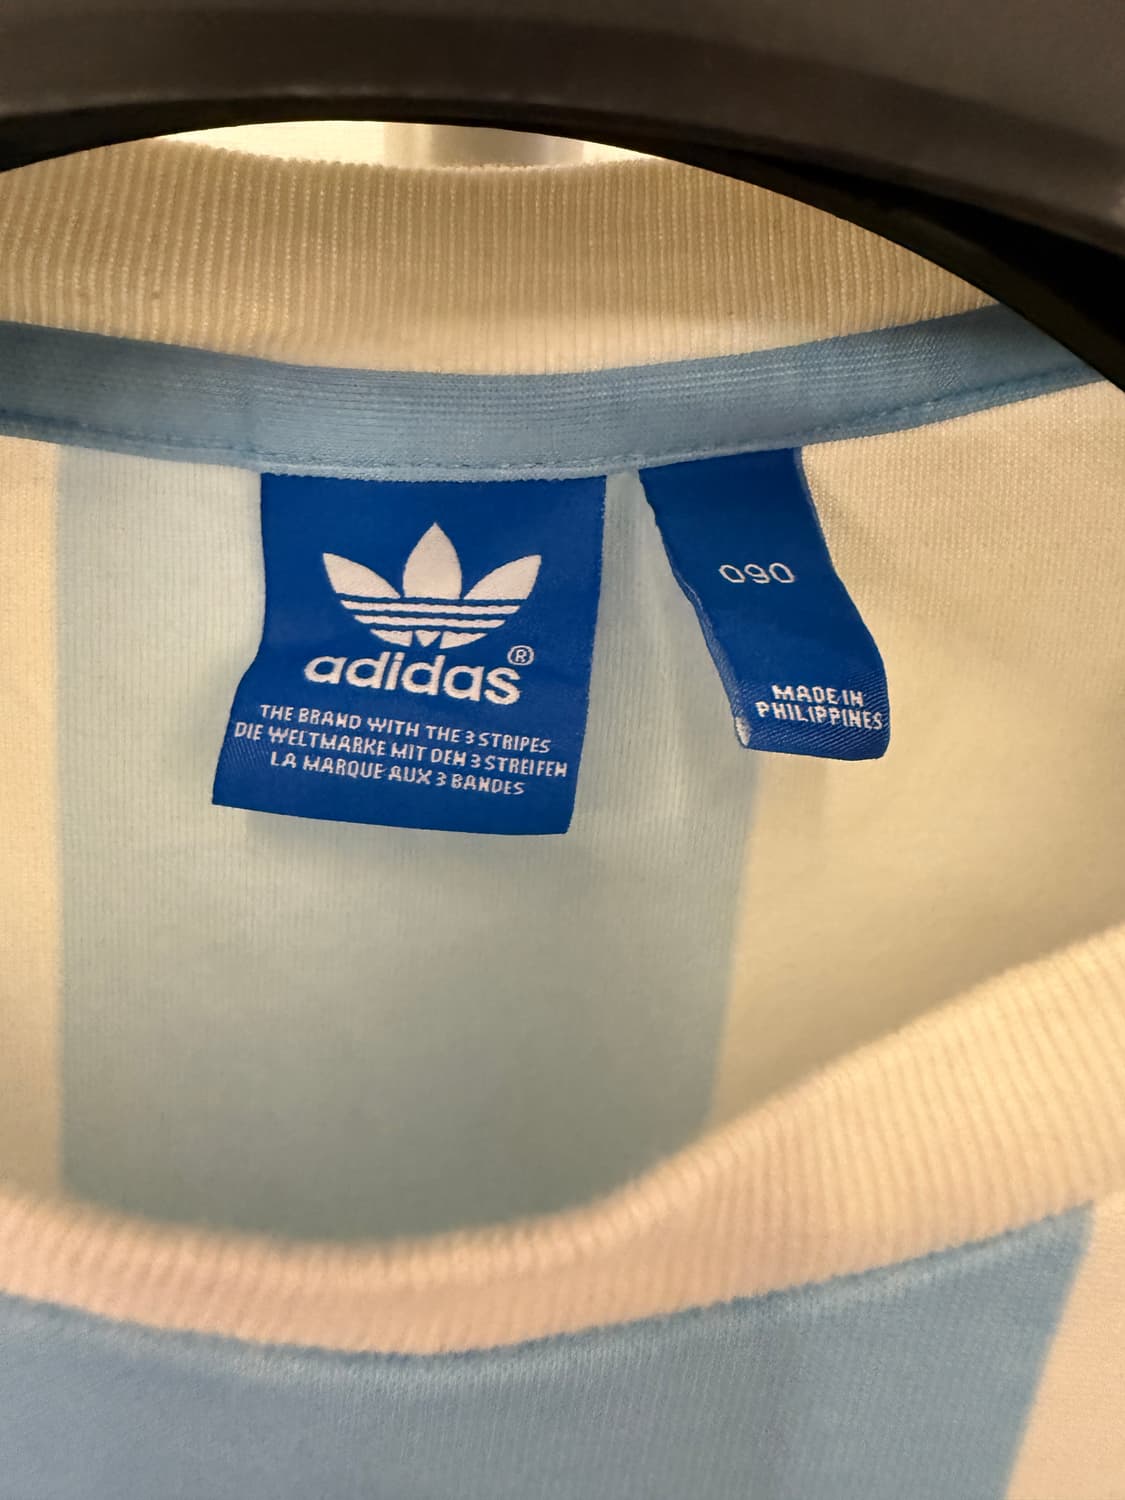 adidas®
THE BRAND WITH THE 3 STRIPES
DIE WELTMARKE MIT DEN 3 STREIFEN
LA MARQUE AUX 3 BANDES
090
MADE IN
PHILIPPINES